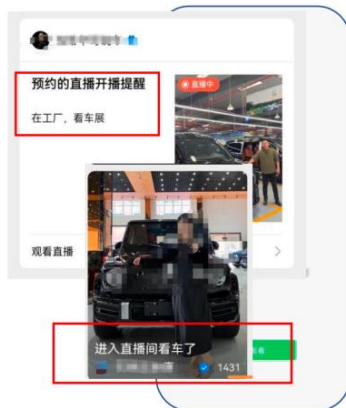 预约的直播开播提醒
直播中
在工厂，看车展
观看直播
进入直播间看车了
1431